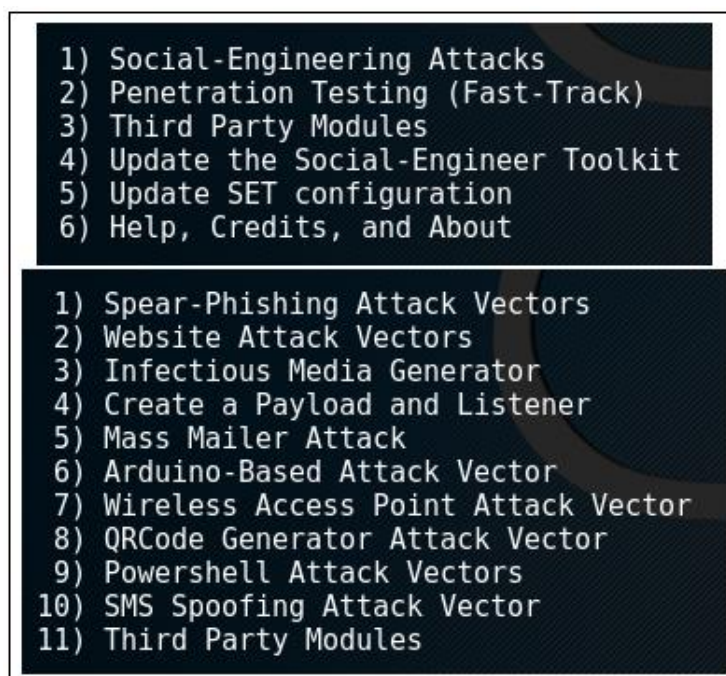 1) Social-Engineering Attacks
2) Penetration Testing (Fast-Track)
3) Third Party Modules
4) Update the Social-Engineer Toolkit
5) Update SET configuration
6) Help, Credits, and About
1) Spear-Phishing Attack Vectors
2) Website Attack Vectors
3) Infectious Media Generator
4) Create a Payload and Listener
5) Mass Mailer Attack
6) Arduino-Based Attack Vector
7) Wireless Access Point Attack Vector
8) QRCode Generator Attack Vector
9) Powershell Attack Vectors
10) SMS Spoofing Attack Vector
11) Third Party Modules